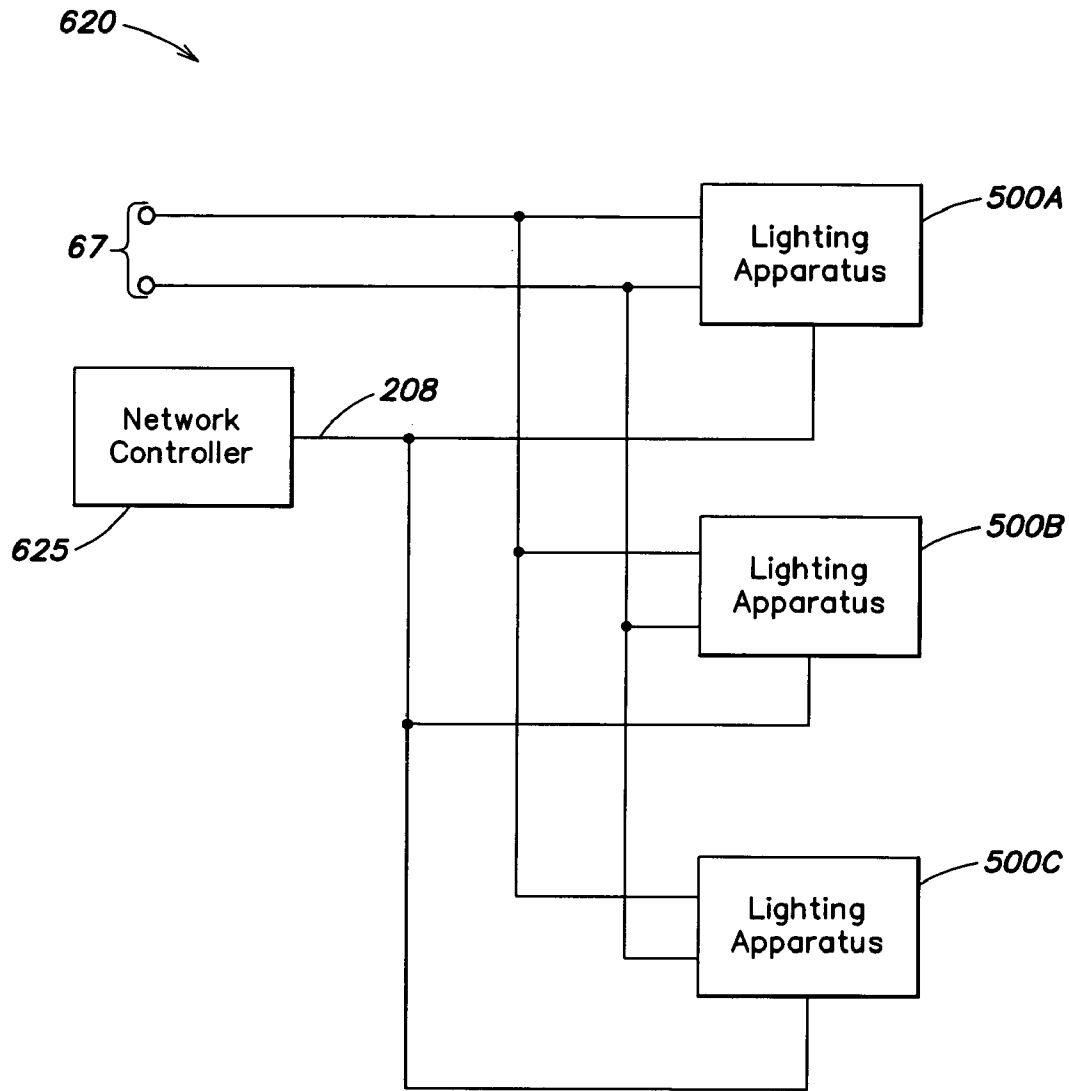 620
500A
Lighting
Apparatus
67
208
Network
Controller
625
500B
Lighting
Apparatus
500C
Lighting
Apparatus